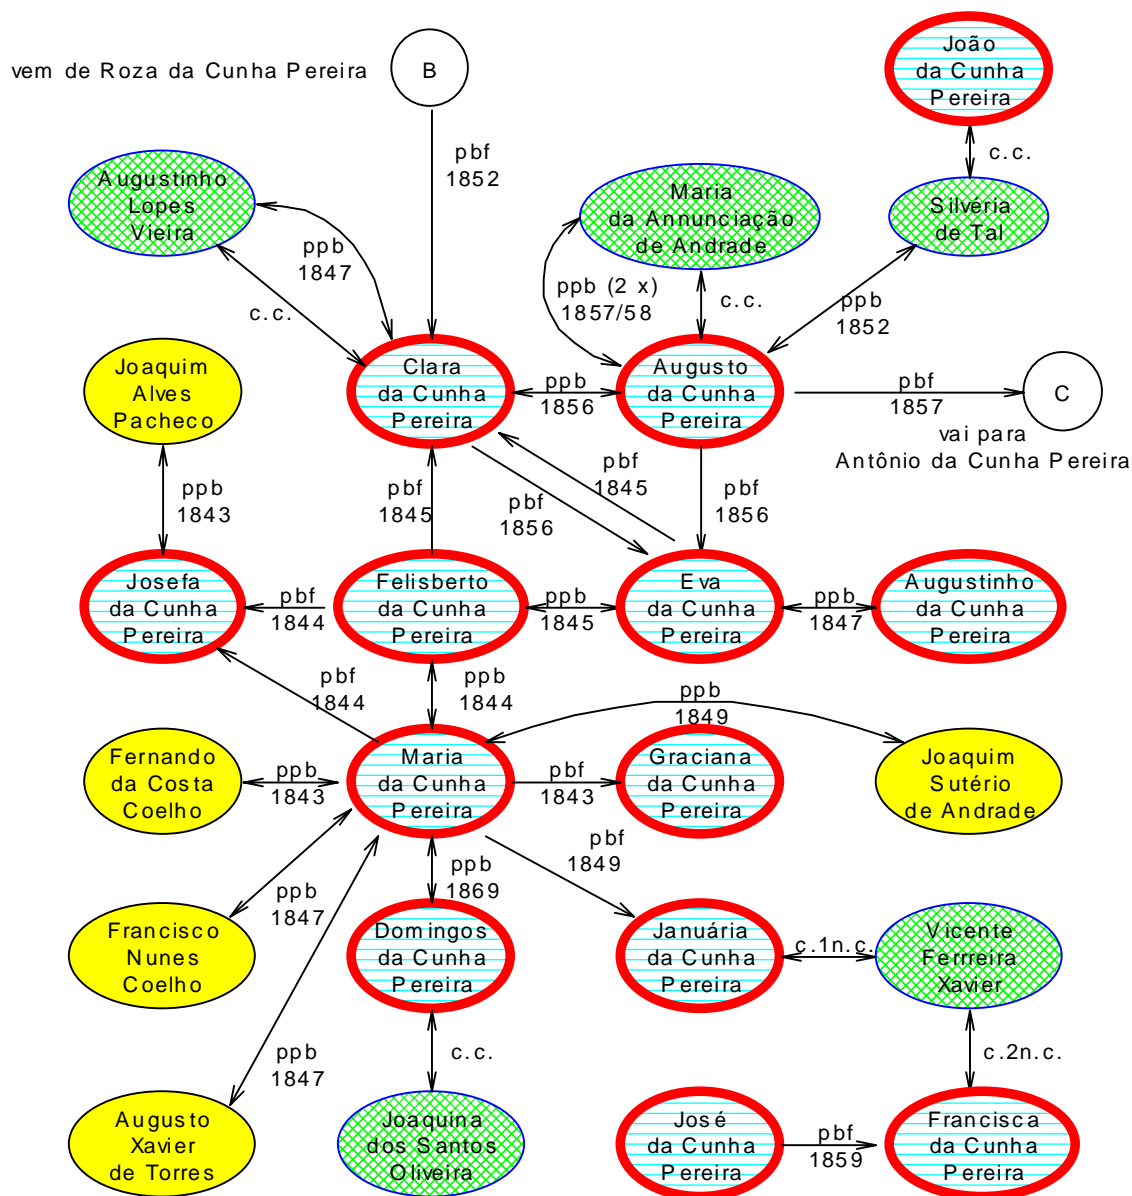 João
da Cunha
Pereira
vem de Roza da Cunha Pereira
B
pbf
1852
c.c.
Augustinho
Lopes
Vieira
Maria
da Annunciação
de Andrade
Silvéria
de Tal
ppb
1847
ppb (2 x)
1857/58
c.c.
ppb
1852
c.c.
Joaquim
Alves
Pacheco
Clara
da Cunha
Pereira
ppb
1856
Augusto
da Cunha
Pereira
pbf
1857
C
vai para
Antônio da Cunha Pereira
ppb
1843
pbf
1845
pbf
1856
pbf
1845
pbf
1856
Josefa
da Cunha
Pereira
pbf
1844
Felisberto
da Cunha
Pereira
ppb
1845
Eva
da Cunha
Pereira
ppb
1847
Augustinho
da Cunha
Pereira
pbf
1844
ppb
1844
ppb
1849
Fernando
da Costa
Coelho
ppb
1843
Maria
da Cunha
Pereira
pbf
1843
Graciana
da Cunha
Pereira
Joaquim
Sutério
de Andrade
pbf
1849
ppb
1847
ppb
1869
Francisco
Nunes
Coelho
Domingos
da Cunha
Pereira
Januária
da Cunha
Pereira
c.1n.c.
Vicente
Ferrreira
Xavier
ppb
1847
c.c.
c.2n.c.
Augusto
Xavier
de Torres
Joaquina
dos Santos
Oliveira
José
da Cunha
Pereira
pbf
1859
Francisca
da Cunha
Pereira